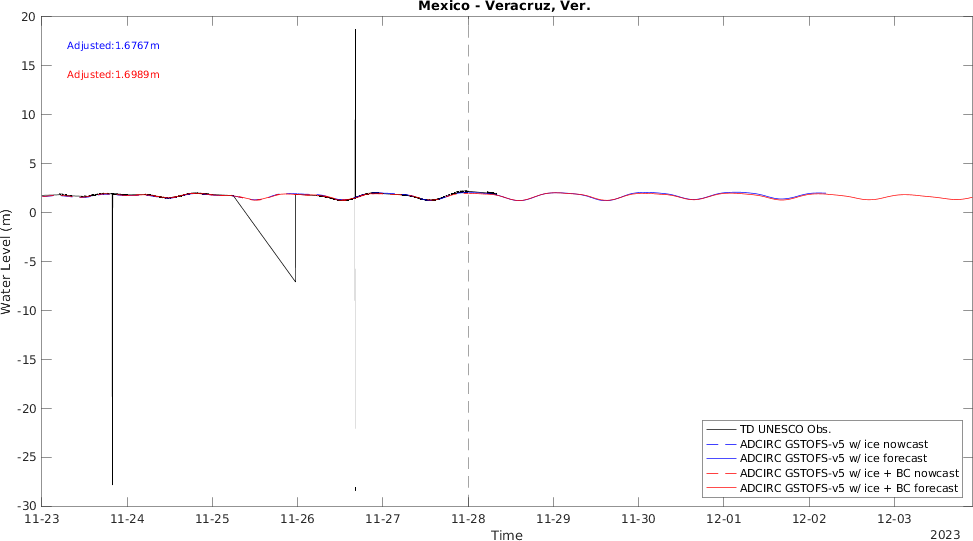 Mexico - Veracruz, Ver.
Adjusted:1.6767m
Adjusted:1.6989m
20
15
10
5
0
-5
-10
-15
-20
-25
-30
Water Level (m)
11-23 11-24 11-25 11-26 11-27 11-28 11-29 11-30 12-01 12-02 12-03
Time
2023
TD UNESCO Obs.
ADCIRC GSTOFS-v5 w/ ice nowcast
ADCIRC GSTOFS-v5 w/ ice forecast
ADCIRC GSTOFS-v5 w/ ice + BC nowcast
ADCIRC GSTOFS-v5 w/ ice + BC forecast